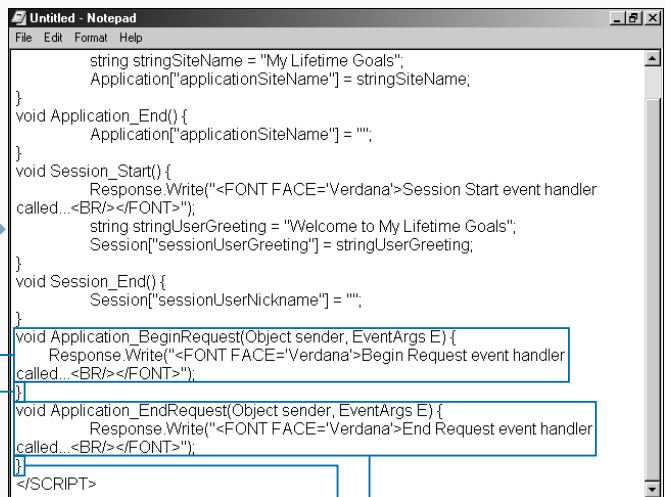 Untitled - Notepad
File Edit Format Help
string stringSiteName = "My Lifetime Goals";
Application["applicationSiteName"] = stringSiteName;
}
void Application_End() {
Application["applicationSiteName"] = "";
}
void Session_Start() {
Response.Write("<FONT FACE='Verdana'>Session Start event handler
called...<BR/></FONT>");
string stringUserGreeting = "Welcome to My Lifetime Goals";
Session["sessionUserGreeting"] = stringUserGreeting;
}
void Session_End() {
Session["sessionUserNickname"] = "";
}
void Application_BeginRequest(Object sender, EventArgs E) {
Response.Write("<FONT FACE='Verdana'>Begin Request event handler
called...<BR/></FONT>");
}
void Application_EndRequest(Object sender, EventArgs E) {
Response.Write("<FONT FACE='Verdana'>End Request event handler
called...<BR/></FONT>");
}
</SCRIPT>